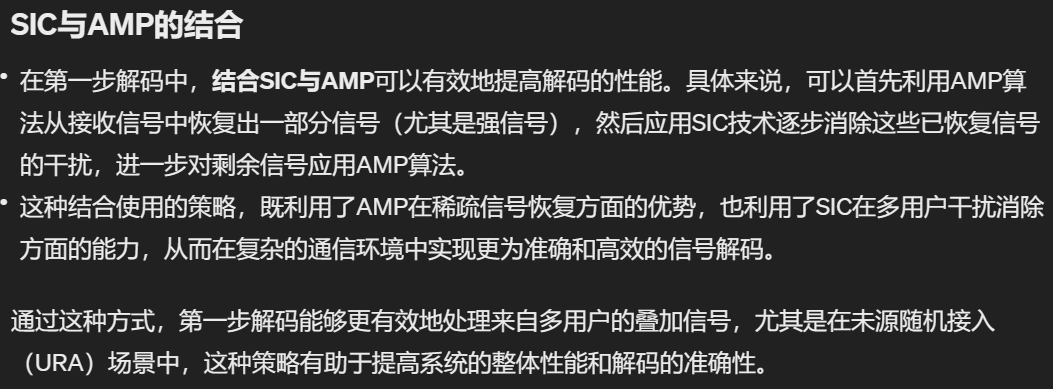 SIC与AMP的结合
• 在第一步解码中，结合SIC与AMP可以有效地提高解码的性能。具体来说，可以首先利用AMP算
法从接收信号中恢复出一部分信号（尤其是强信号），然后应用SIC技术逐步消除这些已恢复信号
的干扰，进一步对剩余信号应用AMP算法。
• 这种结合使用的策略，既利用了AMP在稀疏信号恢复方面的优势，也利用了SIC在多用户干扰消除
方面的能力，从而在复杂的通信环境中实现更为准确和高效的信号解码。
通过这种方式，第一步解码能够更有效地处理来自多用户的叠加信号，尤其是在未源随机接入
（URA）场景中，这种策略有助于提高系统的整体性能和解码的准确性。